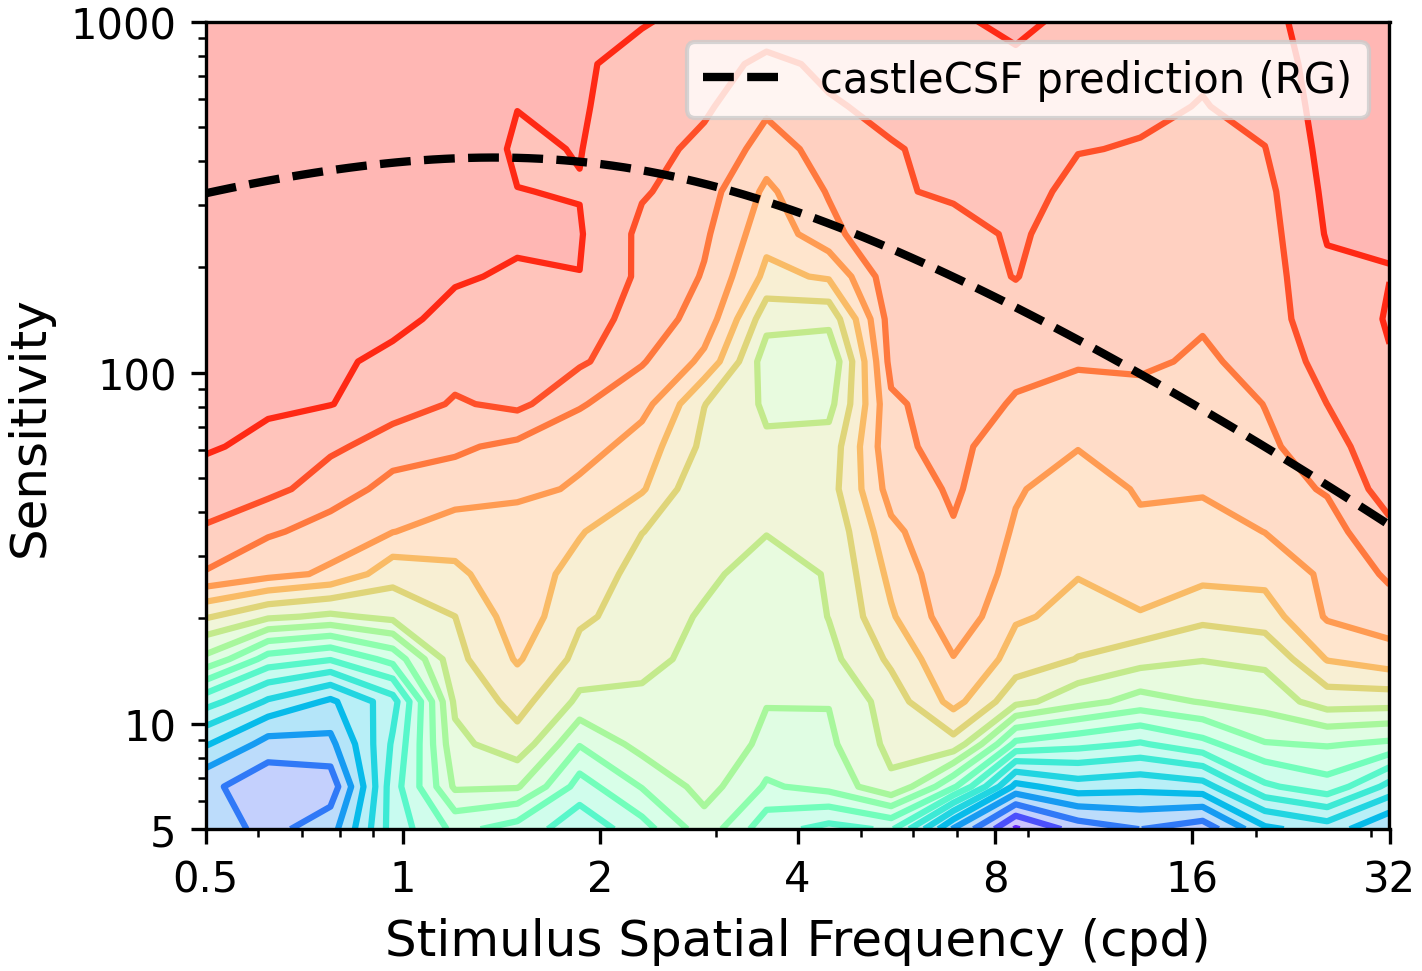 1000
100
10
5
Sensitivity
castleCSF prediction (RG)
0.5 1 2 4 8 16 32
Stimulus Spatial Frequency (cpd)